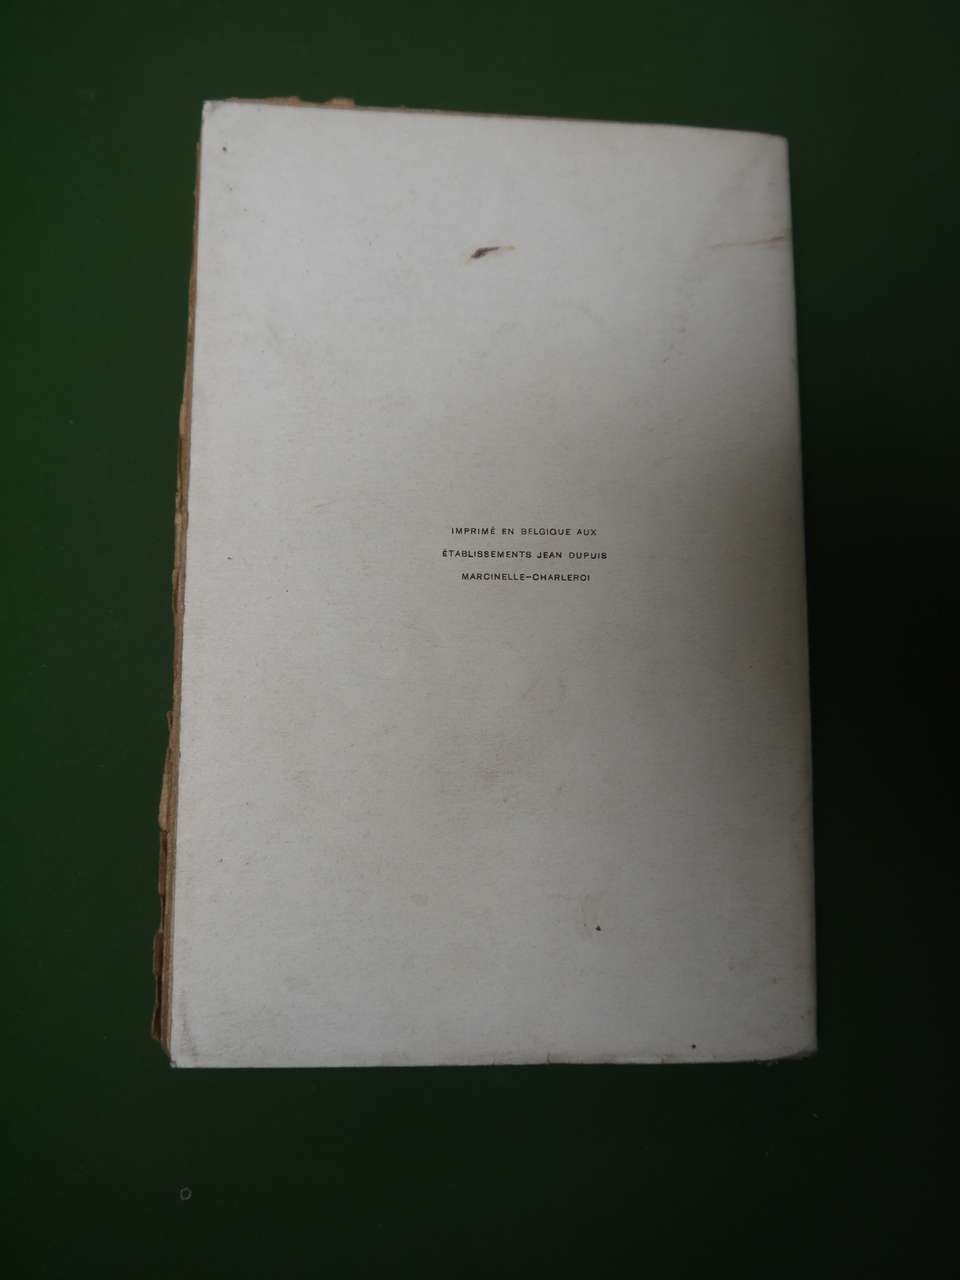 IMPRIMÉ EN BELGIQUE AUX
ÉTABLISSEMENTS JEAN DUPUIS
MARCINELLE–CHARLEROI